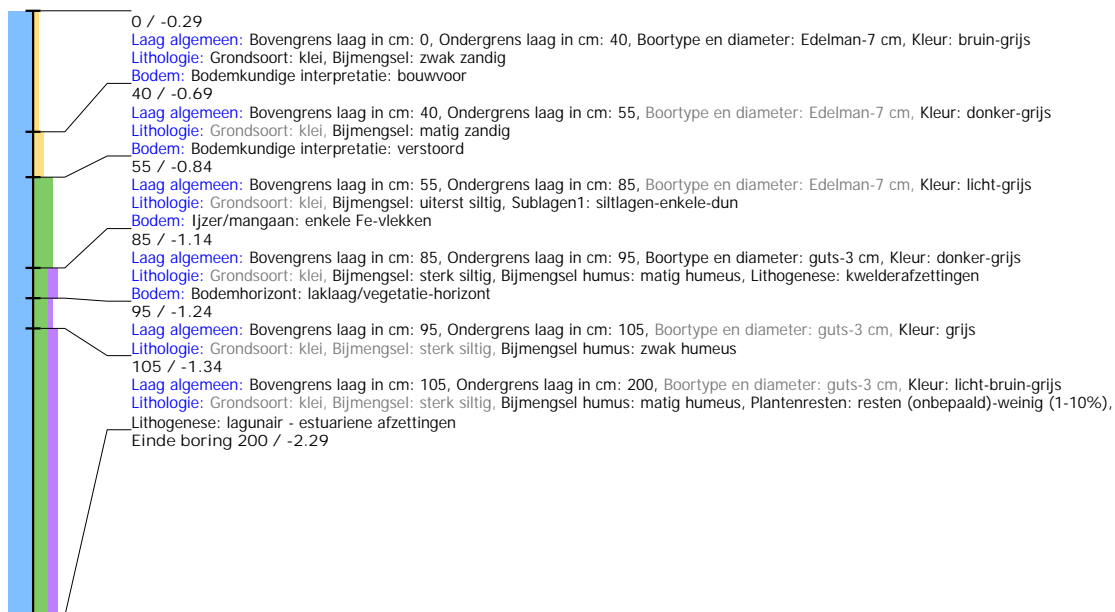 0 / -0.29
Laag algemeen: Bovengrens laag in cm: 0, Ondergrens laag in cm: 40, Boortype en diameter: Edelman-7 cm, Kleur: bruin-grijs
Lithologie: Grondsoort: klei, Bijmengsel: zwak zandig
Bodem: Bodemkundige interpretatie: bouwvoor
40 / -0.69
Laag algemeen: Bovengrens laag in cm: 40, Ondergrens laag in cm: 55, Boortype en diameter: Edelman-7 cm, Kleur: donker-grijs
Lithologie: Grondsoort: klei, Bijmengsel: matig zandig
Bodem: Bodemkundige interpretatie: verstoord
55 / -0.84
Laag algemeen: Bovengrens laag in cm: 55, Ondergrens laag in cm: 85, Boortype en diameter: Edelman-7 cm, Kleur: licht-grijs
Lithologie: Grondsoort: klei, Bijmengsel: uiterst siltig, Sublagen1: siltlagen-enkele-dun
Bodem: Ijzer/mangaan: enkele Fe-vlekken
85 / -1.14
Laag algemeen: Bovengrens laag in cm: 85, Ondergrens laag in cm: 95, Boortype en diameter: guts-3 cm, Kleur: donker-grijs
Lithologie: Grondsoort: klei, Bijmengsel: sterk siltig, Bijmengsel humus: matig humeus, Lithogenese: kwelderafzettingen
Bodem: Bodemhorizont: laklaag/vegetatie-horizont
95 / -1.24
Laag algemeen: Bovengrens laag in cm: 95, Ondergrens laag in cm: 105, Boortype en diameter: guts-3 cm, Kleur: grijs
Lithologie: Grondsoort: klei, Bijmengsel: sterk siltig, Bijmengsel humus: zwak humeus
105 / -1.34
Laag algemeen: Bovengrens laag in cm: 105, Ondergrens laag in cm: 200, Boortype en diameter: guts-3 cm, Kleur: licht-bruin-grijs
Lithologie: Grondsoort: klei, Bijmengsel: sterk siltig, Bijmengsel humus: matig humeus, Plantenresten: resten (onbepaald)-weinig (1-10%),
Lithogenese: lagunair - estuariene afzettingen
Einde boring 200 / -2.29